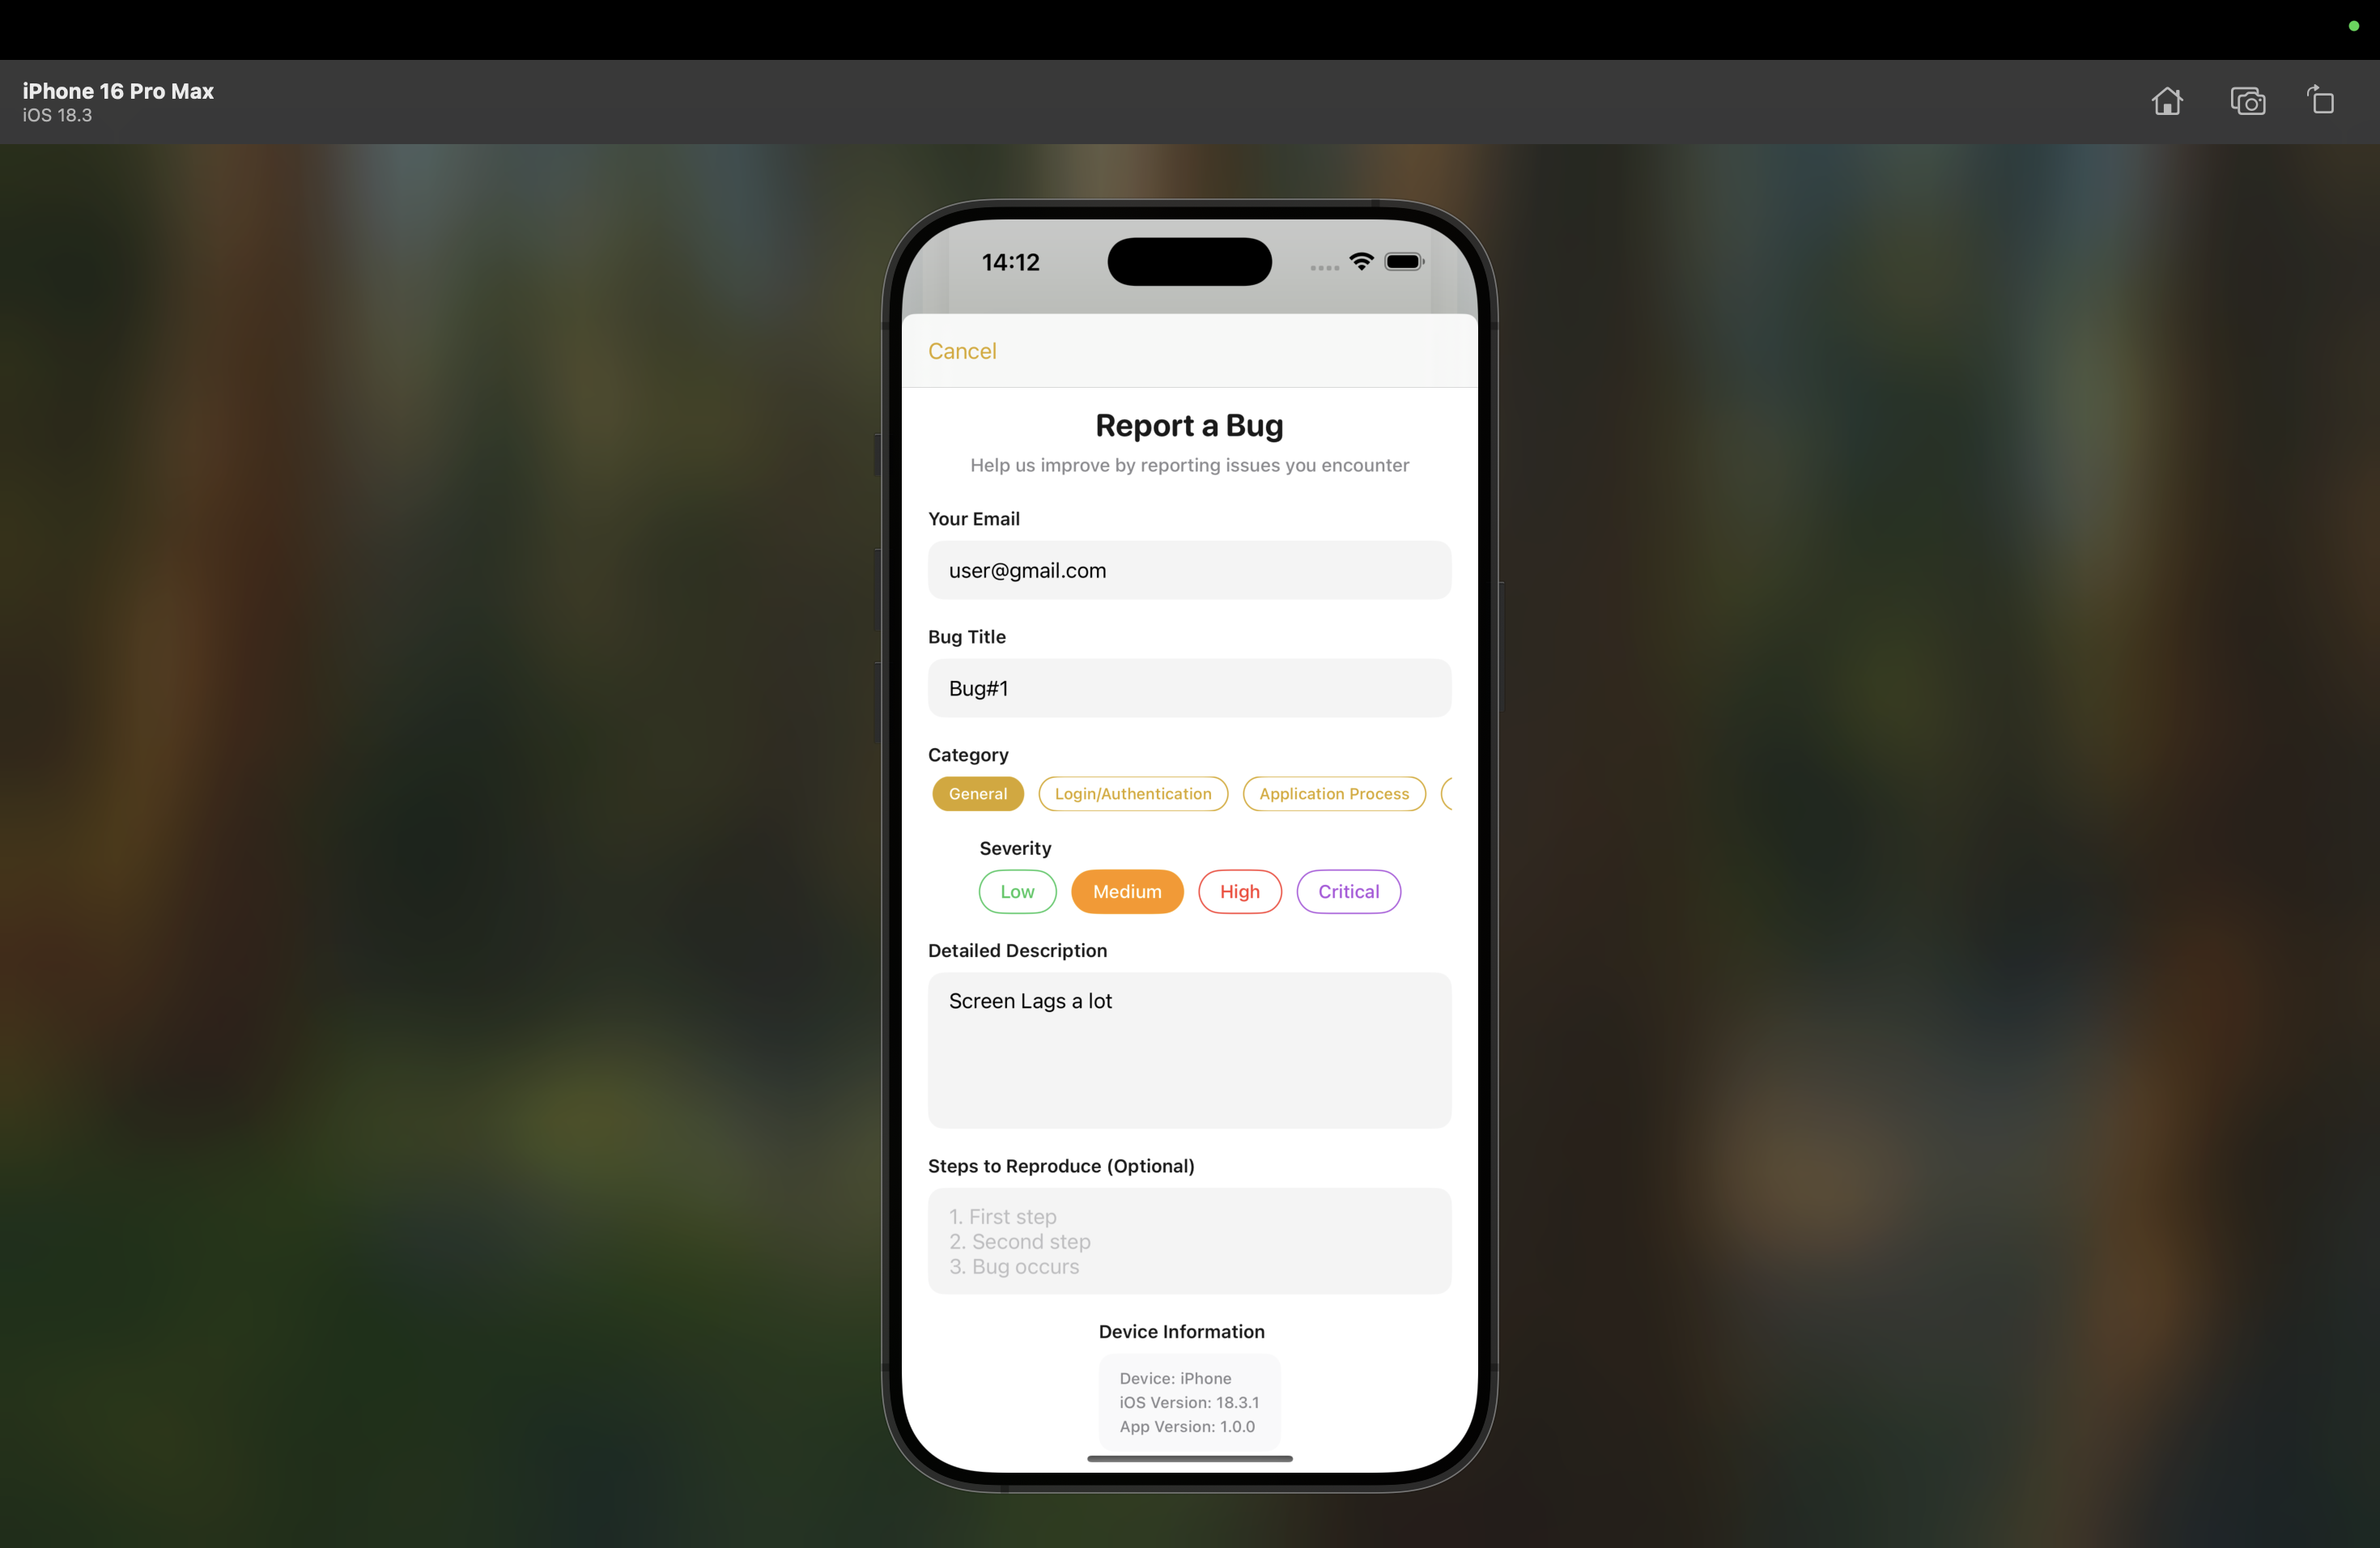 iPhone 16 Pro Max
iOS 18.3
14:12
Cancel
Report a Bug
Help us improve by reporting issues you encounter
Your Email
user@gmail.com
Bug Title
Bug#1
Category
General Login/Authentication Application Process
Severity
Low Medium High Critical
Detailed Description
Screen Lags a lot
Steps to Reproduce (Optional)
1. First step
2. Second step
3. Bug occurs
Device Information
Device: iPhone
iOS Version: 18.3.1
App Version: 1.0.0